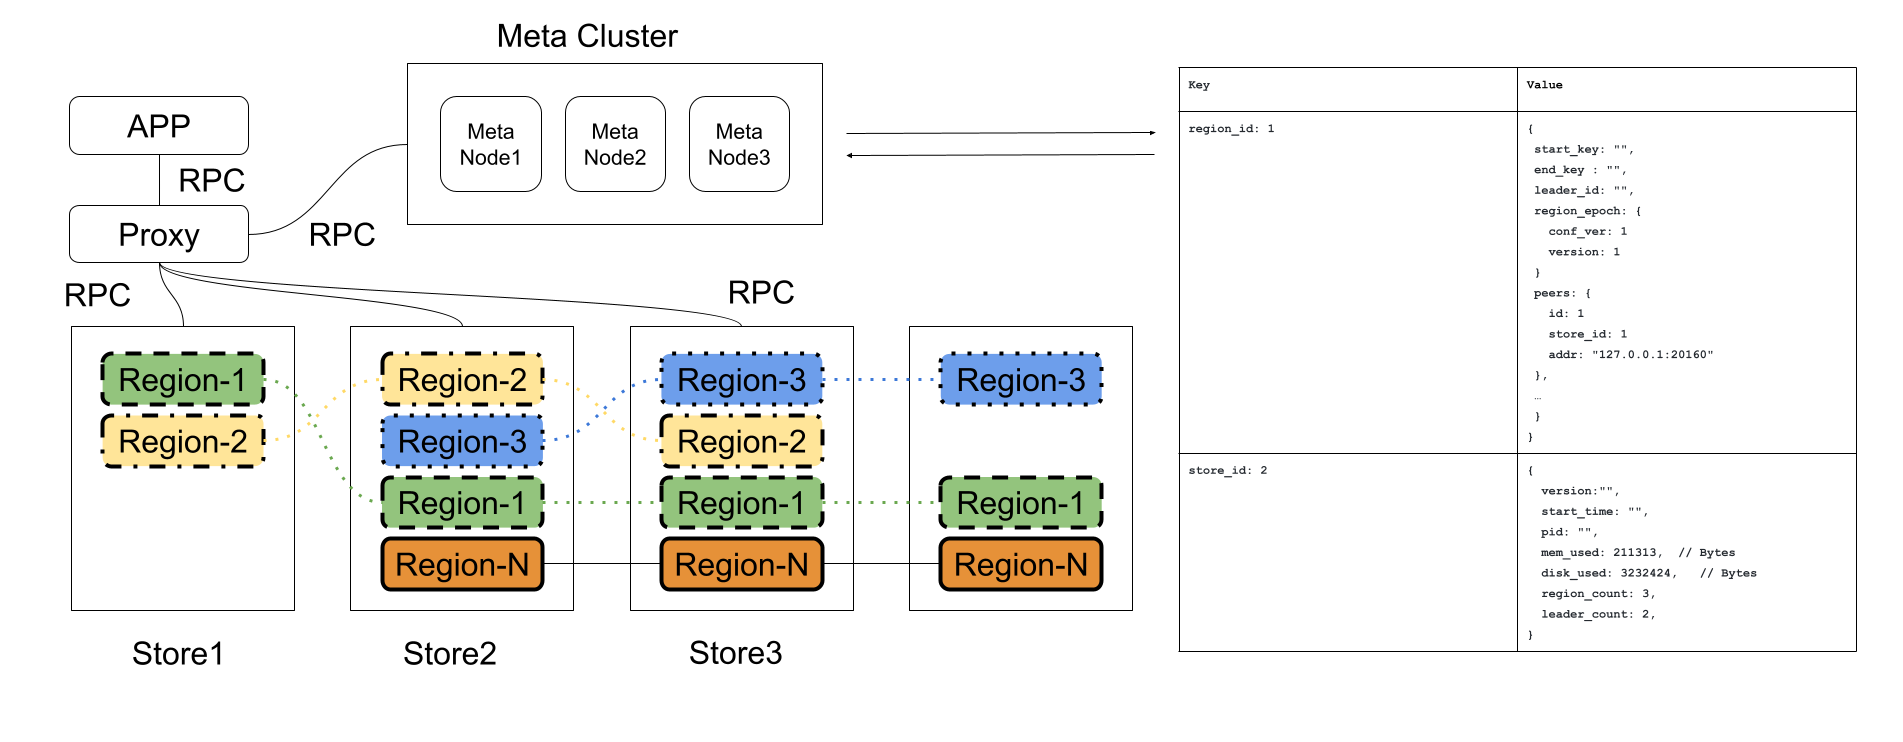 Meta Cluster
APP
Meta
Node1
Meta
Node2
Meta
Node3
RPC
Proxy
RPC
RPC
RPC
Region-1
Region-2
Region-2
Region-3
Region-1
Region-N
Region-3
Region-2
Region-1
Region-N
Region-3
Region-1
Region-N
Store1
Store2
Store3
Key
Value
region_id: 1
{
start_key: "",
end_key : "",
leader_id: "",
region_epoch: {
conf_ver: 1
version: 1
}
peers: {
id: 1
store_id: 1
addr: "127.0.0.1:20160"
},
…
}
}
store_id: 2
{
version:"",
start_time: "",
pid: "",
mem_used: 211313,  // Bytes
disk_used: 3232424,   // Bytes
region_count: 3,
leader_count: 2,
}